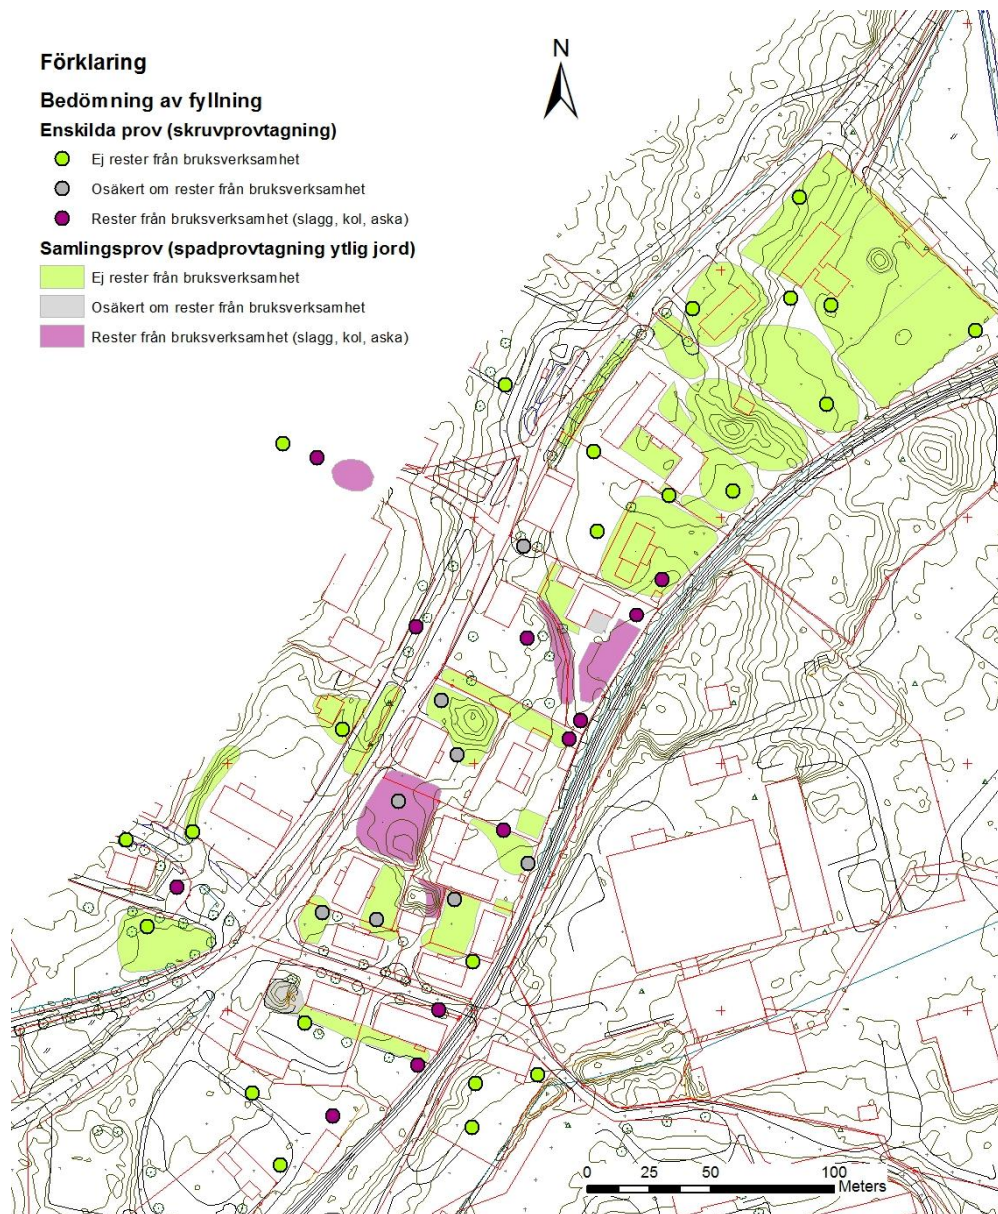 Förklaring
Bedömning av fyllning
Enskilda prov (skruvprovtagning)
Ej rester från bruksverksamhet
Osäkert om rester från bruksverksamhet
Rester från bruksverksamhet (slagg, kol, aska)
Samlingsprov (spadprovtagning ytlig jord)
Ej rester från bruksverksamhet
Osäkert om rester från bruksverksamhet
Rester från bruksverksamhet (slagg, kol, aska)
N
0 25 50 100
Meters